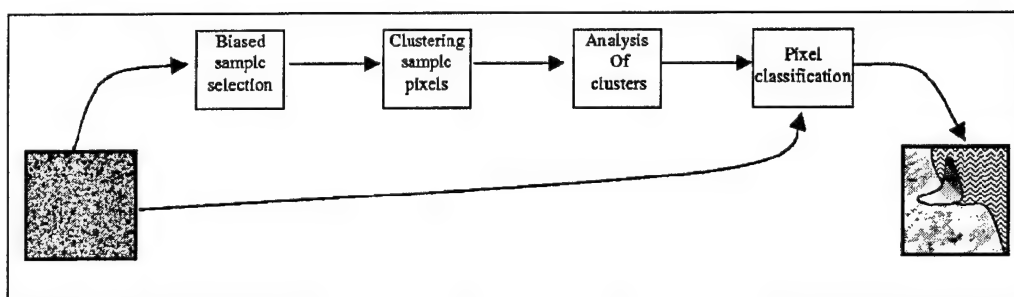 Biased
sample
selection
Clustering
sample
pixels
Analysis
Of
clusters
Pixel
classification